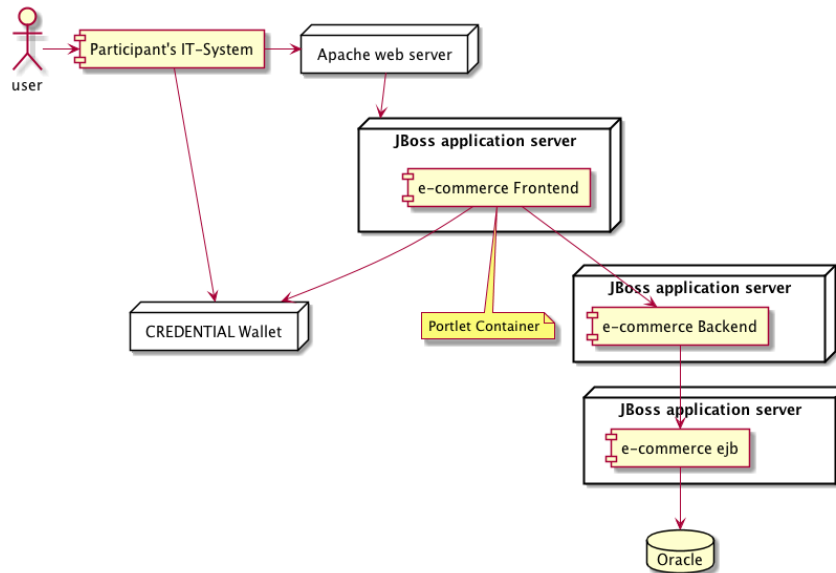 user
Participant's IT-System
Apache web server
JBoss application server
e-commerce Frontend
CREDENTIAL Wallet
Portlet Container
JBoss application server
e-commerce Backend
JBoss application server
e-commerce ejb
Oracle